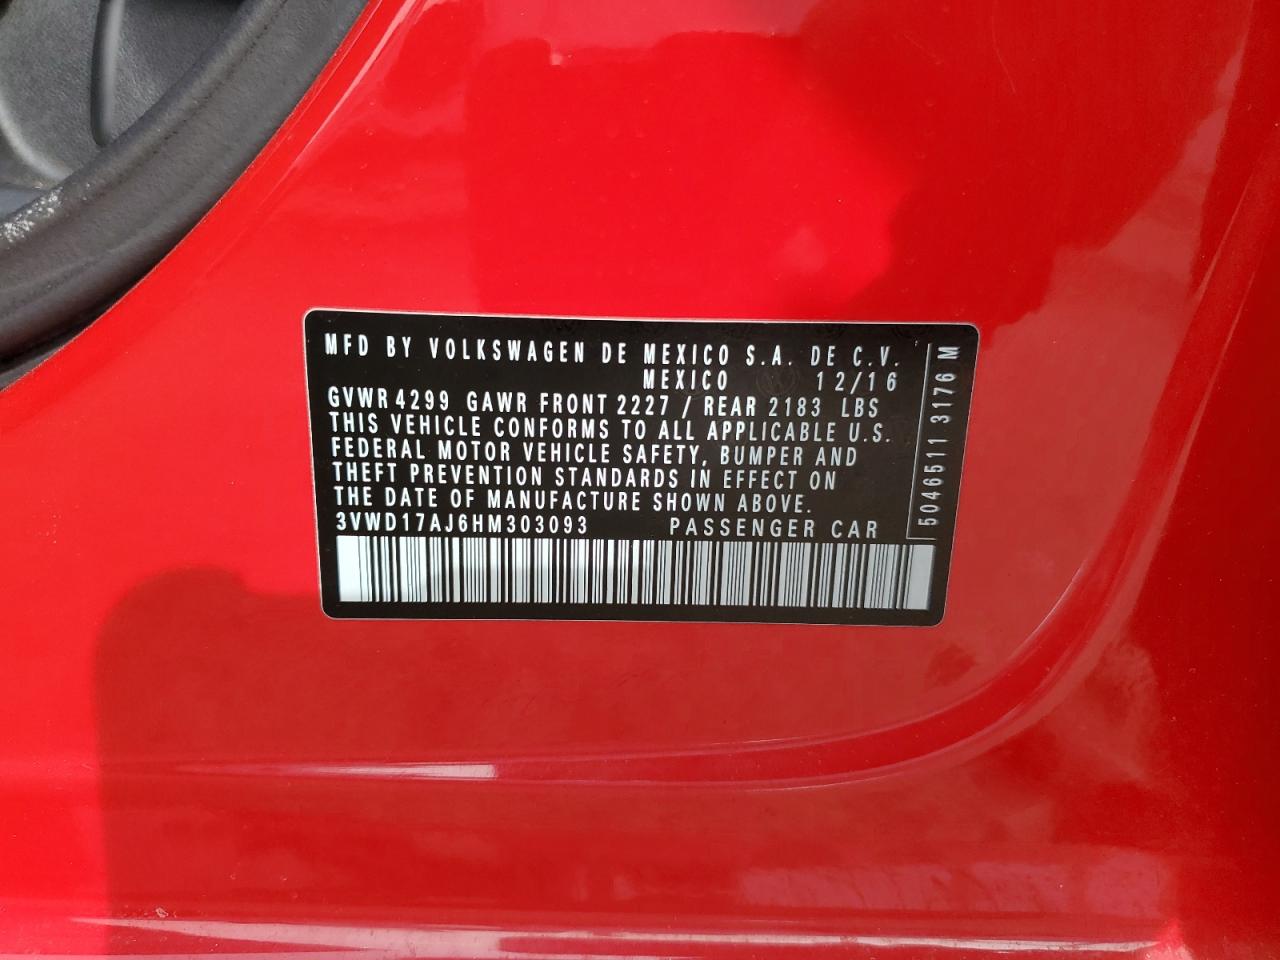 MFD BY VOLKSWAGEN DE MEXICO S.A. DE C.V.
MEXICO 12/16
GVWR 4299 GAWR FRONT 2227 / REAR 2183 LBS
THIS VEHICLE CONFORMS TO ALL APPLICABLE U.S.
FEDERAL MOTOR VEHICLE SAFETY, BUMPER AND
THEFT PREVENTION STANDARDS IN EFFECT ON
THE DATE OF MANUFACTURE SHOWN ABOVE.
3VWD17AJ6HM303093 PASSENGER CAR
5046511 3176 M